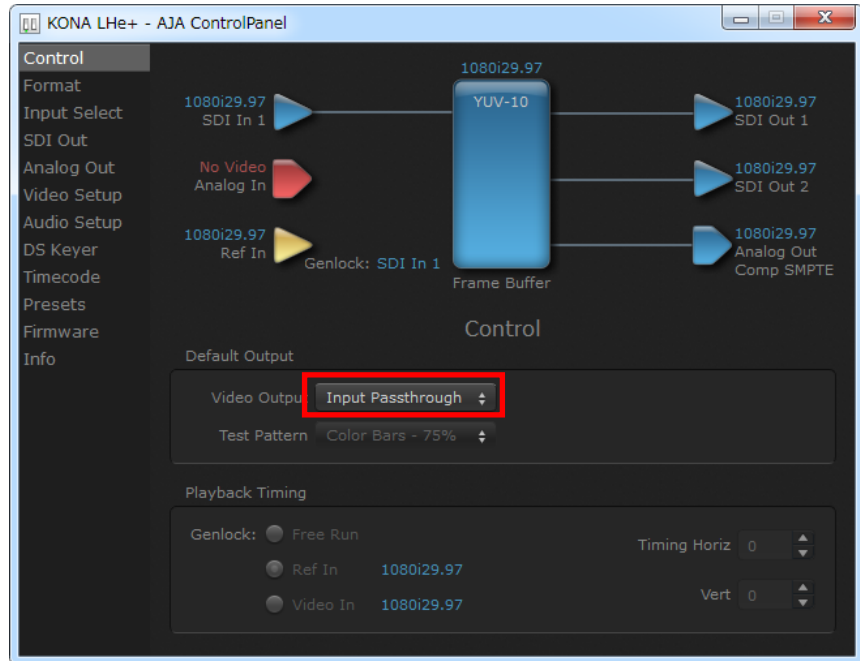 KONA LHe+ - AJA ControlPanel
Control
Format
Input Select
SDI Out
Analog Out
Video Setup
Audio Setup
DS Keyer
Timecode
Presets
Firmware
Info
1080i29.97
YUV-10
1080i29.97
SDI In 1
No Video
Analog In
1080i29.97
Ref In
Genlock: SDI In 1
Frame Buffer
1080i29.97
SDI Out 1
1080i29.97
SDI Out 2
1080i29.97
Analog Out
Comp SMPTE
Control
Default Output
Video Outpu Input Passthrough
Test Pattern Color Bars - 75%
Playback Timing
Genlock: Free Run
Ref In 1080i29.97
Video In 1080i29.97
Timing Horiz 0
Vert 0